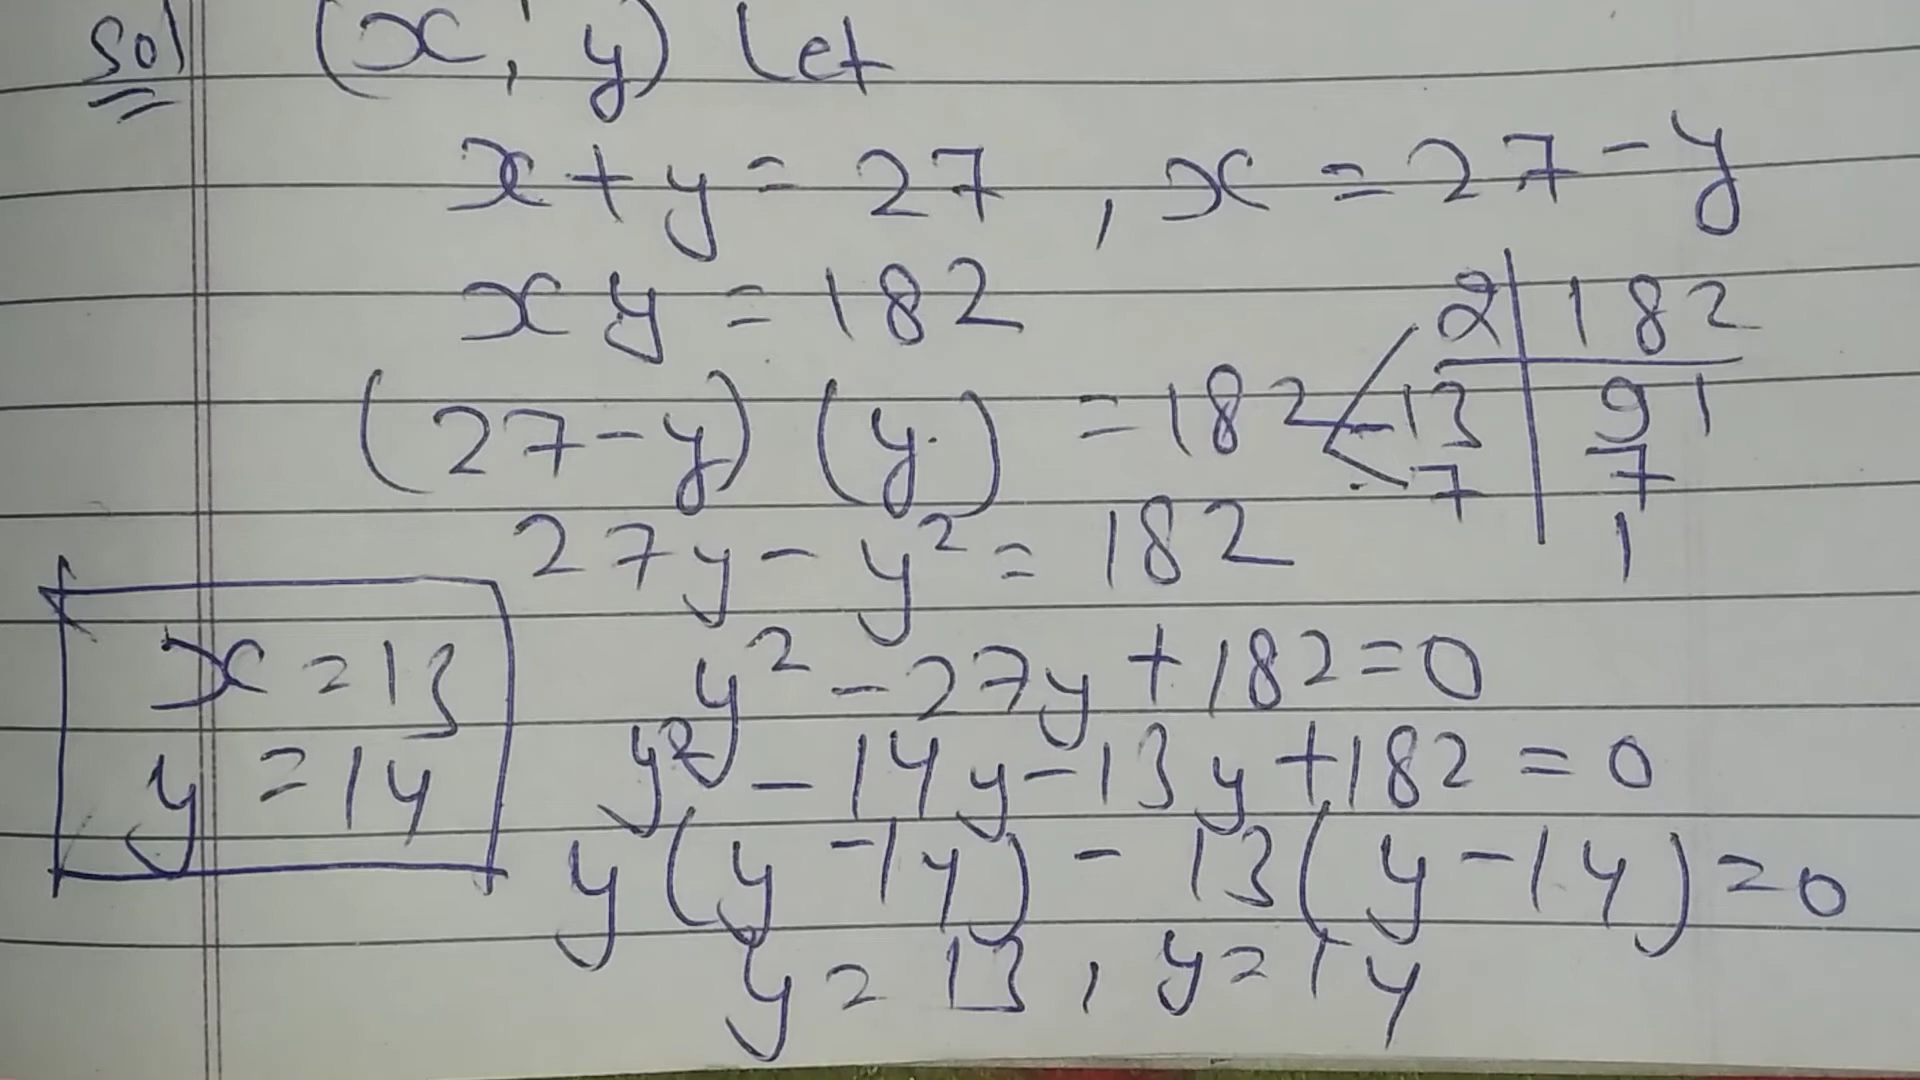 Sol (x, y) Let
x + y = 27 , x = 27 - y
xy = 182
2 | 182
(27-y) (y) = 182
13 | 91
7 | 7
1
27y - y² = 182
y² - 27y + 182 = 0
y² - 14y - 13y + 182 = 0
y(y - 14) - 13(y - 14) = 0
y = 13, y = 14
x = 13
y = 14